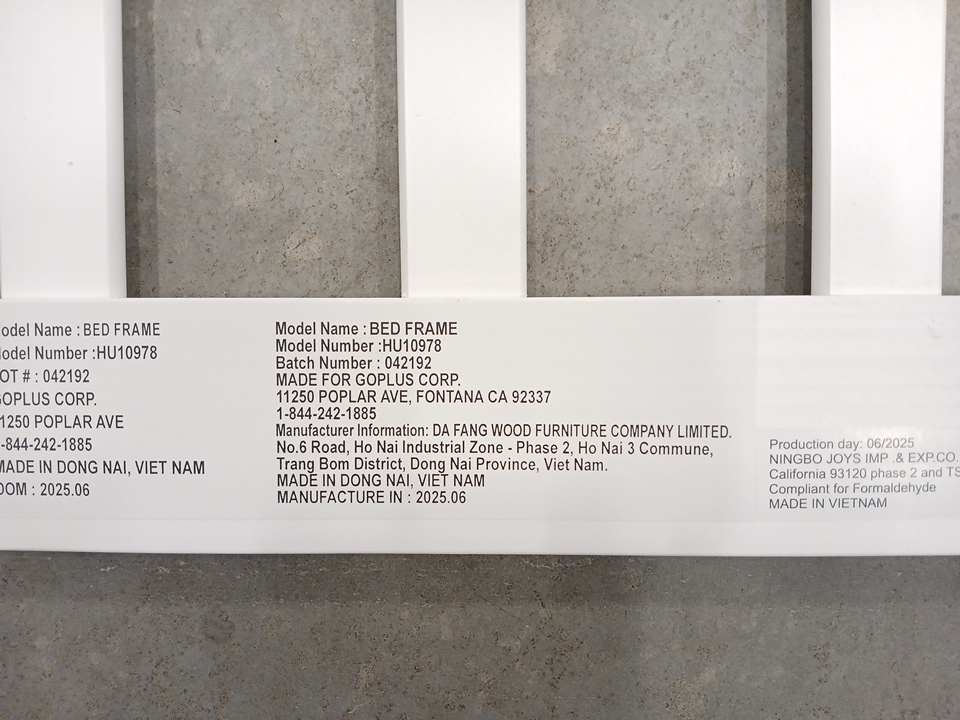 odel Name : BED FRAME
odel Number :HU10978
OT # : 042192
GOPLUS CORP.
1250 POPLAR AVE
-844-242-1885
MADE IN DONG NAI, VIET NAM
DOM : 2025.06
Model Name : BED FRAME
Model Number :HU10978
Batch Number : 042192
MADE FOR GOPLUS CORP.
11250 POPLAR AVE, FONTANA CA 92337
1-844-242-1885
Manufacturer Information: DA FANG WOOD FURNITURE COMPANY LIMITED.
No.6 Road, Ho Nai Industrial Zone - Phase 2, Ho Nai 3 Commune,
Trang Bom District, Dong Nai Province, Viet Nam.
MADE IN DONG NAI, VIET NAM
MANUFACTURE IN : 2025.06
Production day: 06/2025
NINGBO JOYS IMP .& EXP.CO.
California 93120 phase 2 and TS
Compliant for Formaldehyde
MADE IN VIETNAM